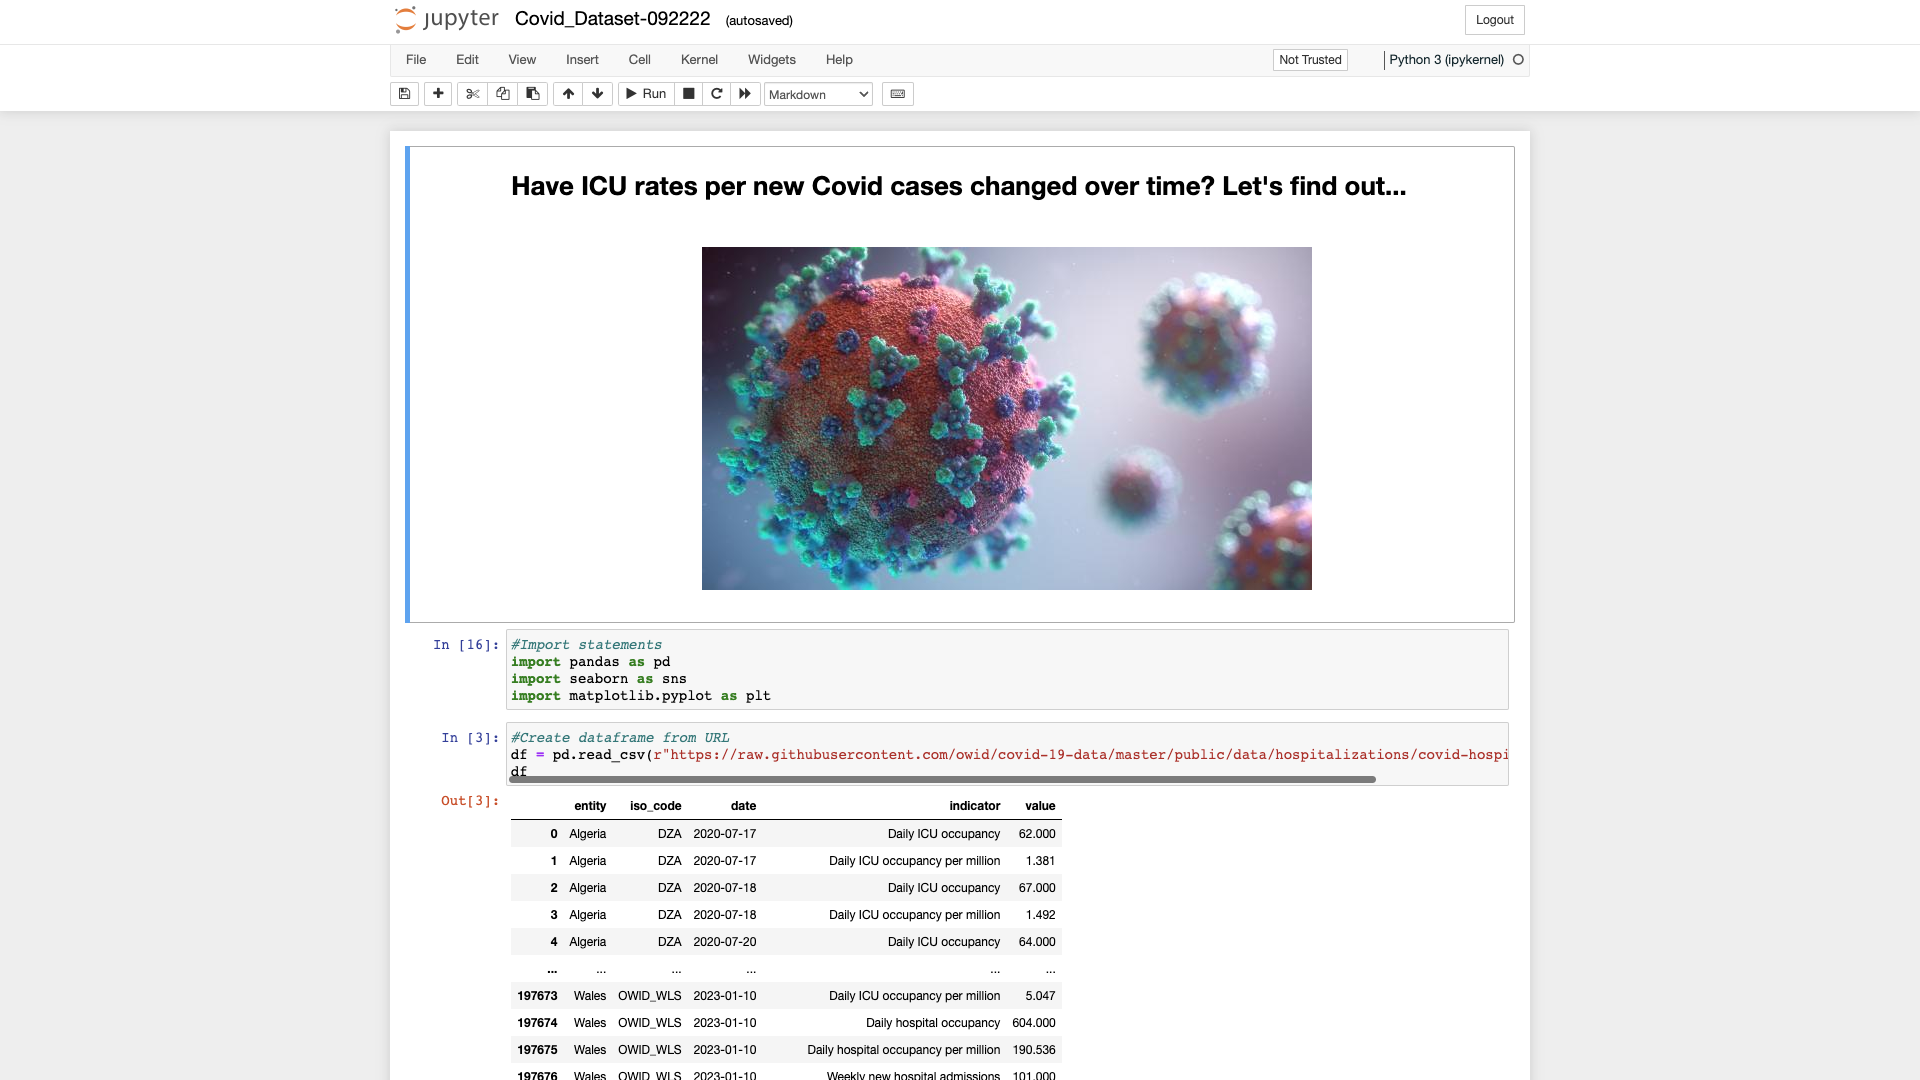 jupyter Covid_Dataset-092222 (autosaved) Logout
File Edit View Insert Cell Kernel Widgets Help Not Trusted Python 3 (ipykernel)
Run Markdown
Have ICU rates per new Covid cases changed over time? Let's find out...
In [16]: #Import statements
import pandas as pd
import seaborn as sns
import matplotlib.pyplot as plt
In [3]: #Create dataframe from URL
df = pd.read_csv(r"https://raw.githubusercontent.com/owid/covid-19-data/master/public/data/hospitalizations/covid-hospi
df
Out[3]:
entity iso_code date indicator value
0 Algeria DZA 2020-07-17 Daily ICU occupancy 62.000
1 Algeria DZA 2020-07-17 Daily ICU occupancy per million 1.381
2 Algeria DZA 2020-07-18 Daily ICU occupancy 67.000
3 Algeria DZA 2020-07-18 Daily ICU occupancy per million 1.492
4 Algeria DZA 2020-07-20 Daily ICU occupancy 64.000
... ... ... ... ... ...
197673 Wales OWID_WLS 2023-01-10 Daily ICU occupancy per million 5.047
197674 Wales OWID_WLS 2023-01-10 Daily hospital occupancy 604.000
197675 Wales OWID_WLS 2023-01-10 Daily hospital occupancy per million 190.536
197676 Wales OWID_WLS 2023-01-10 Weekly new hospital admissions 101.000